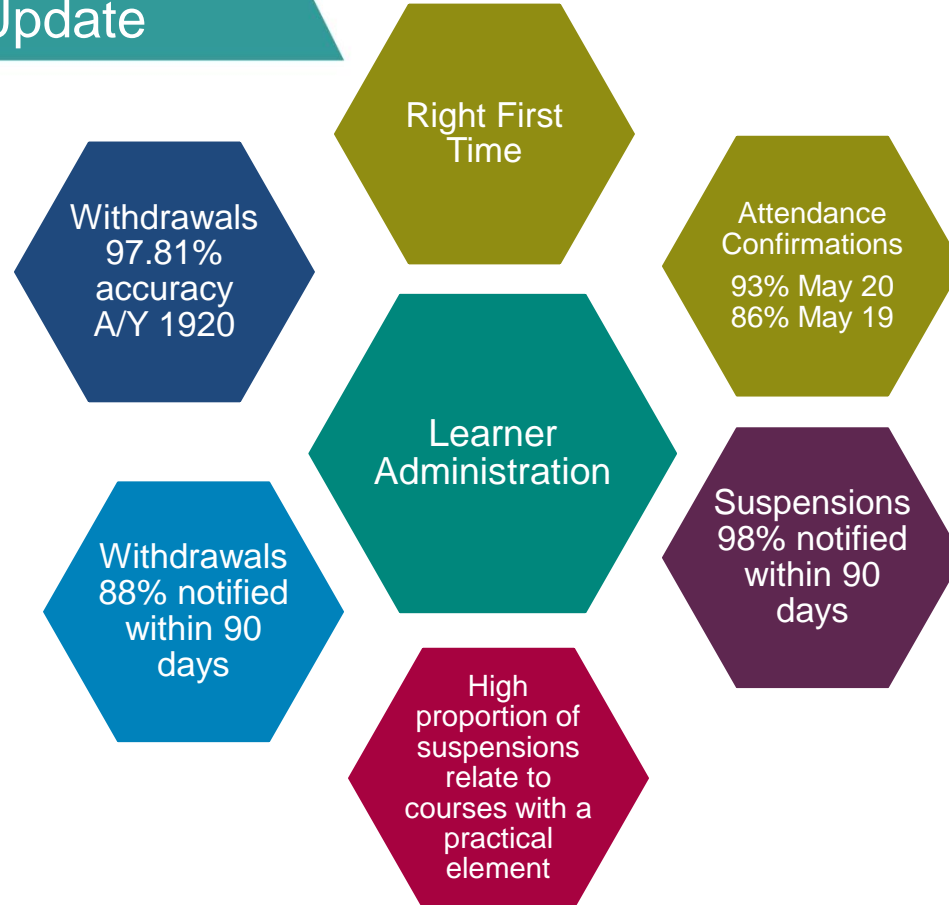 Update
Right First
Time
Withdrawals
97.81%
accuracy
A/Y 1920
Attendance
Confirmations
93% May 20
86% May 19
Learner
Administration
Suspensions
98% notified
within 90
days
Withdrawals
88% notified
within 90
days
High
proportion of
suspensions
relate to
courses with a
practical
element